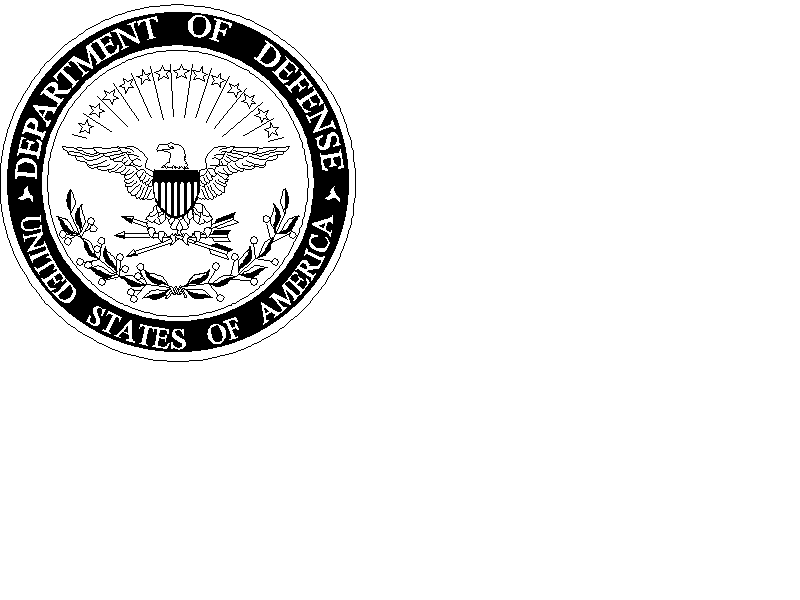 DEPARTMENT OF DEFENSE
UNITED STATES OF AMERICA